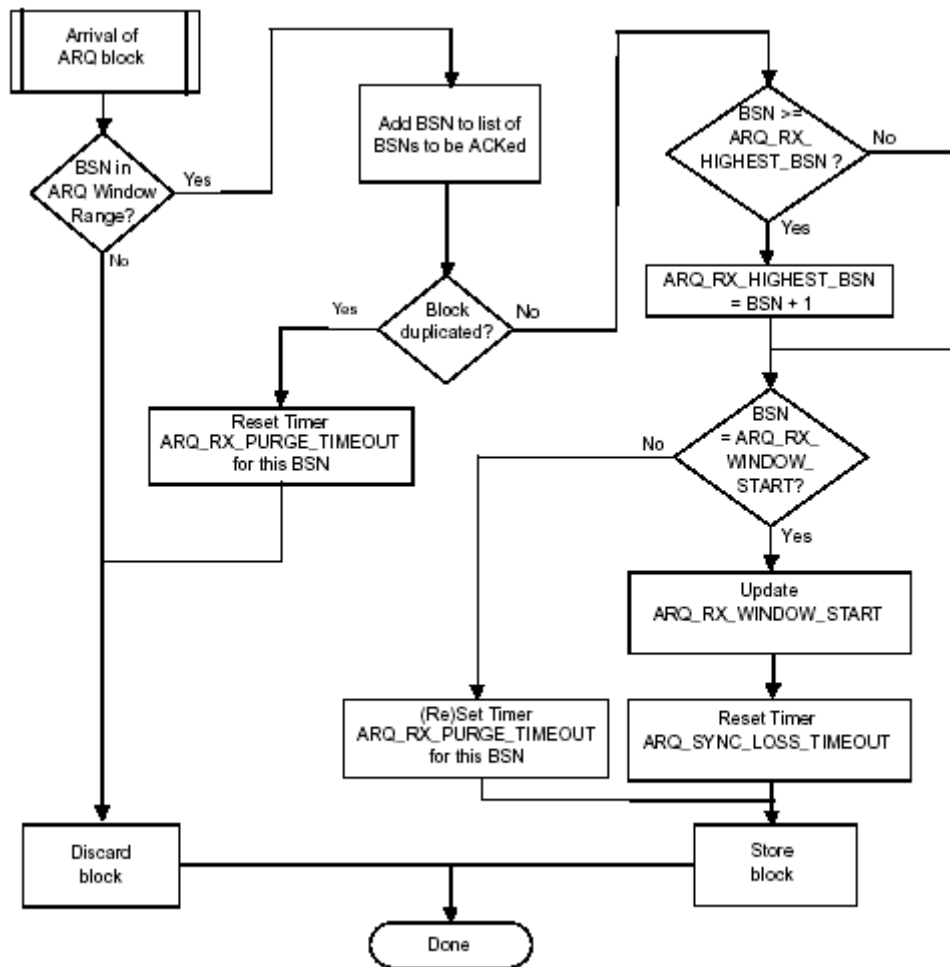 Arrival of
ARQ block
BSN in
ARQ Window
Range?
Yes
No
Add BSN to list of
BSNs to be ACKed
Block
duplicated?
Yes
No
Reset Timer
ARQ_RX_PURGE_TIMEOUT
for this BSN
BSN >=
ARQ_RX_
HIGHEST_BSN ?
No
Yes
ARQ_RX_HIGHEST_BSN
= BSN + 1
BSN
= ARQ_RX_
WINDOW_
START?
No
Yes
Update
ARQ_RX_WINDOW_START
(Re)Set Timer
ARQ_RX_PURGE_TIMEOUT
for this BSN
Reset Timer
ARQ_SYNC_LOSS_TIMEOUT
Discard
block
Store
block
Done